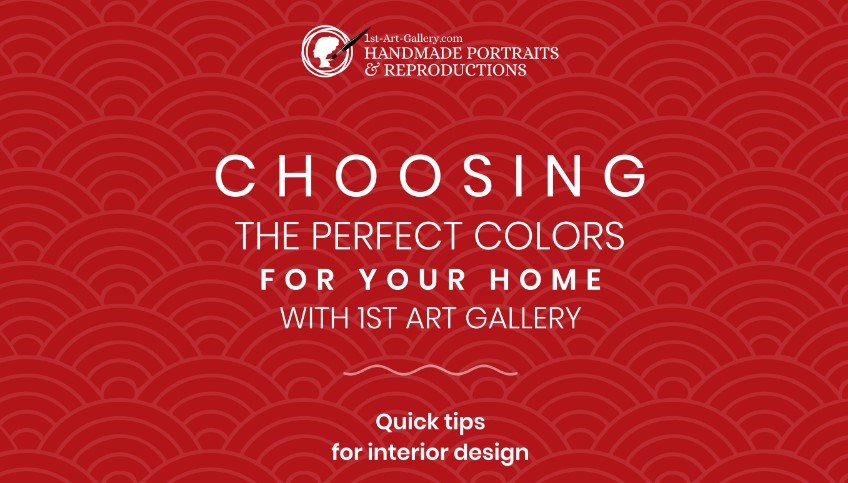 1st-Art-Gallery.com
HANDMADE PORTRAITS
& REPRODUCTIONS
CHOOSING
THE PERFECT COLORS
FOR YOUR HOME
WITH 1ST ART GALLERY
Quick tips
for interior design